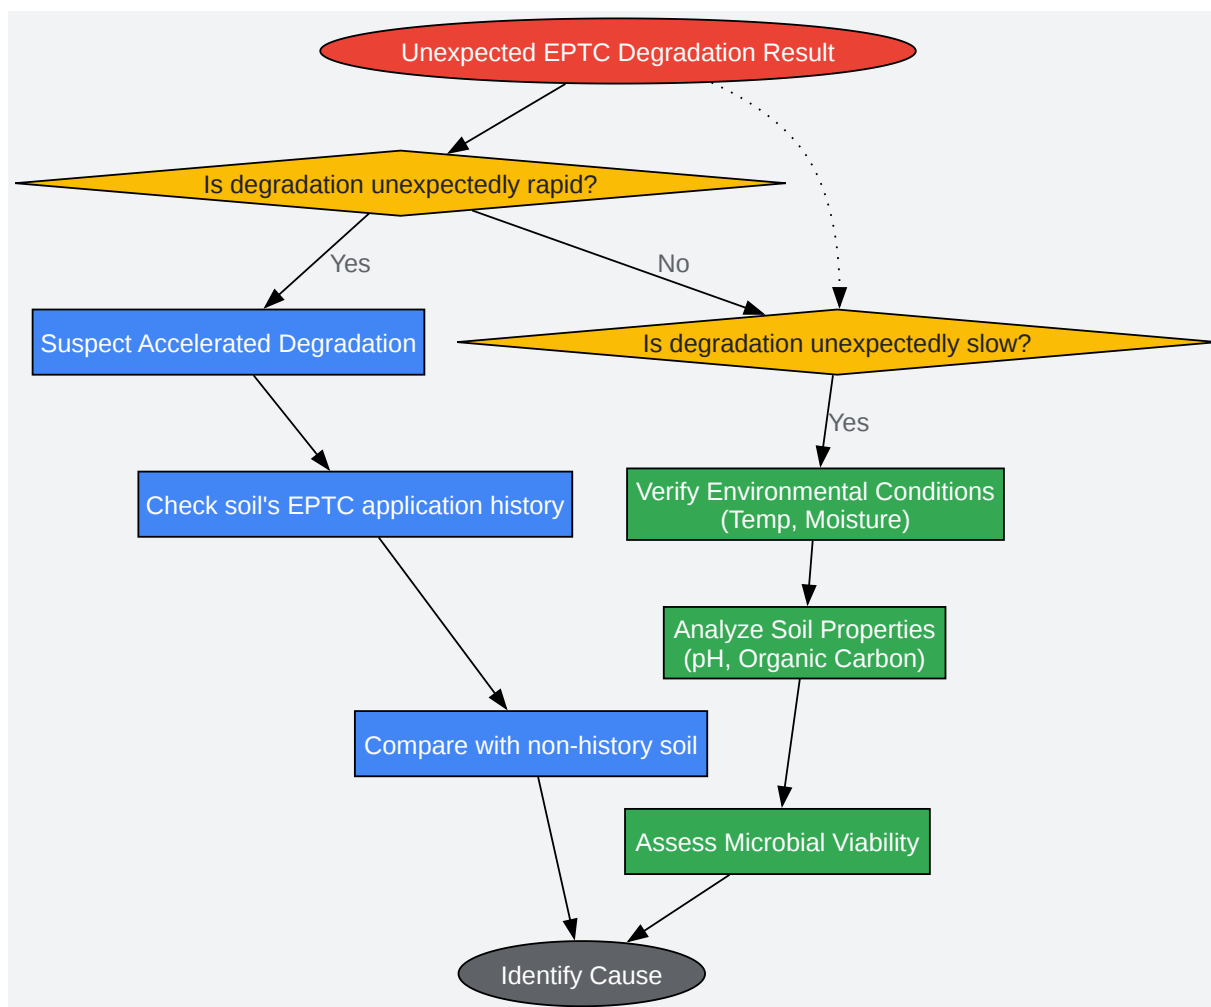 Unexpected EPTC Degradation Result
Is degradation unexpectedly rapid?
Yes
No
Suspect Accelerated Degradation
Is degradation unexpectedly slow?
Yes
Check soil's EPTC application history
Verify Environmental Conditions
(Temp, Moisture)
Analyze Soil Properties
(pH, Organic Carbon)
Compare with non-history soil
Assess Microbial Viability
Identify Cause